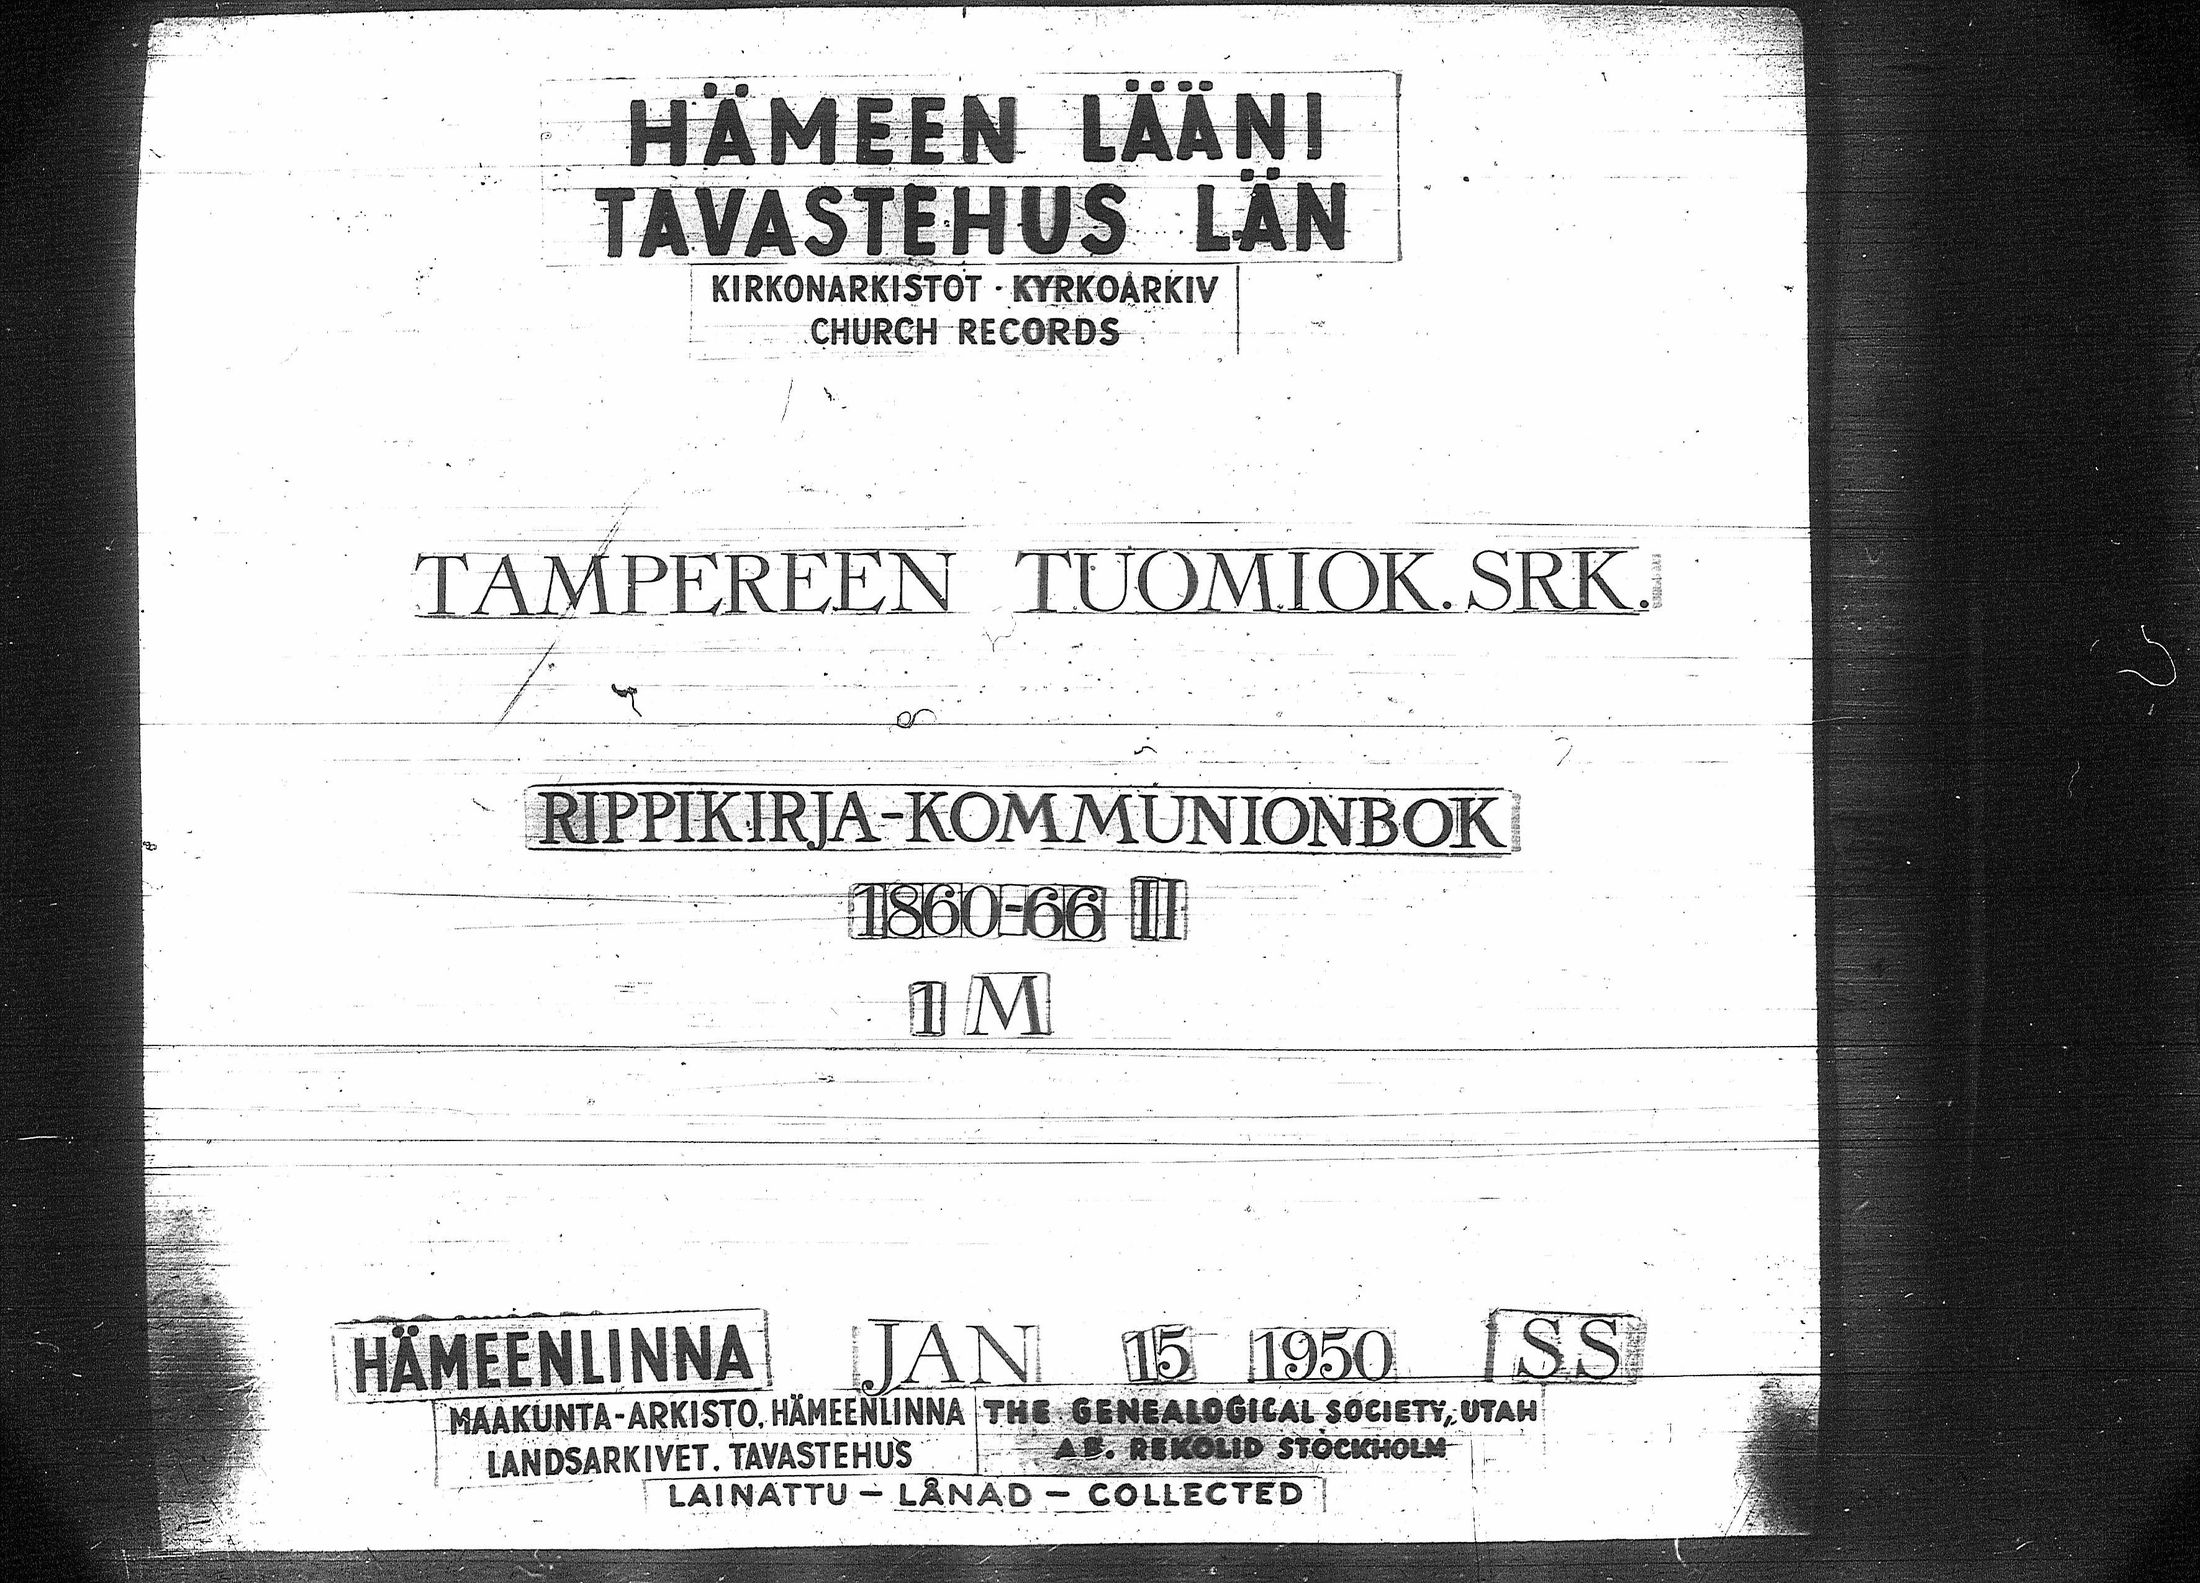 HÄMEEN LÄÄNI
TAVASTEHUS LÄN
KIRKONARKISTOT · KYRKOARKIV
CHURCH RECORDS
TAMPEREEN TUOMIOK. SRK.
RIPPIKIRJA-KOMMUNIONBOK
1860-66 II
1 M
HÄMEENLINNA JAN 15 1950 SS
MAAKUNTA-ARKISTO, HÄMEENLINNA
LANDSARKIVET. TAVASTEHUS
THE GENEALOGICAL SOCIETY, UTAH
AB. REKOLID STOCKHOLM
LAINATTU – LÅNAD – COLLECTED